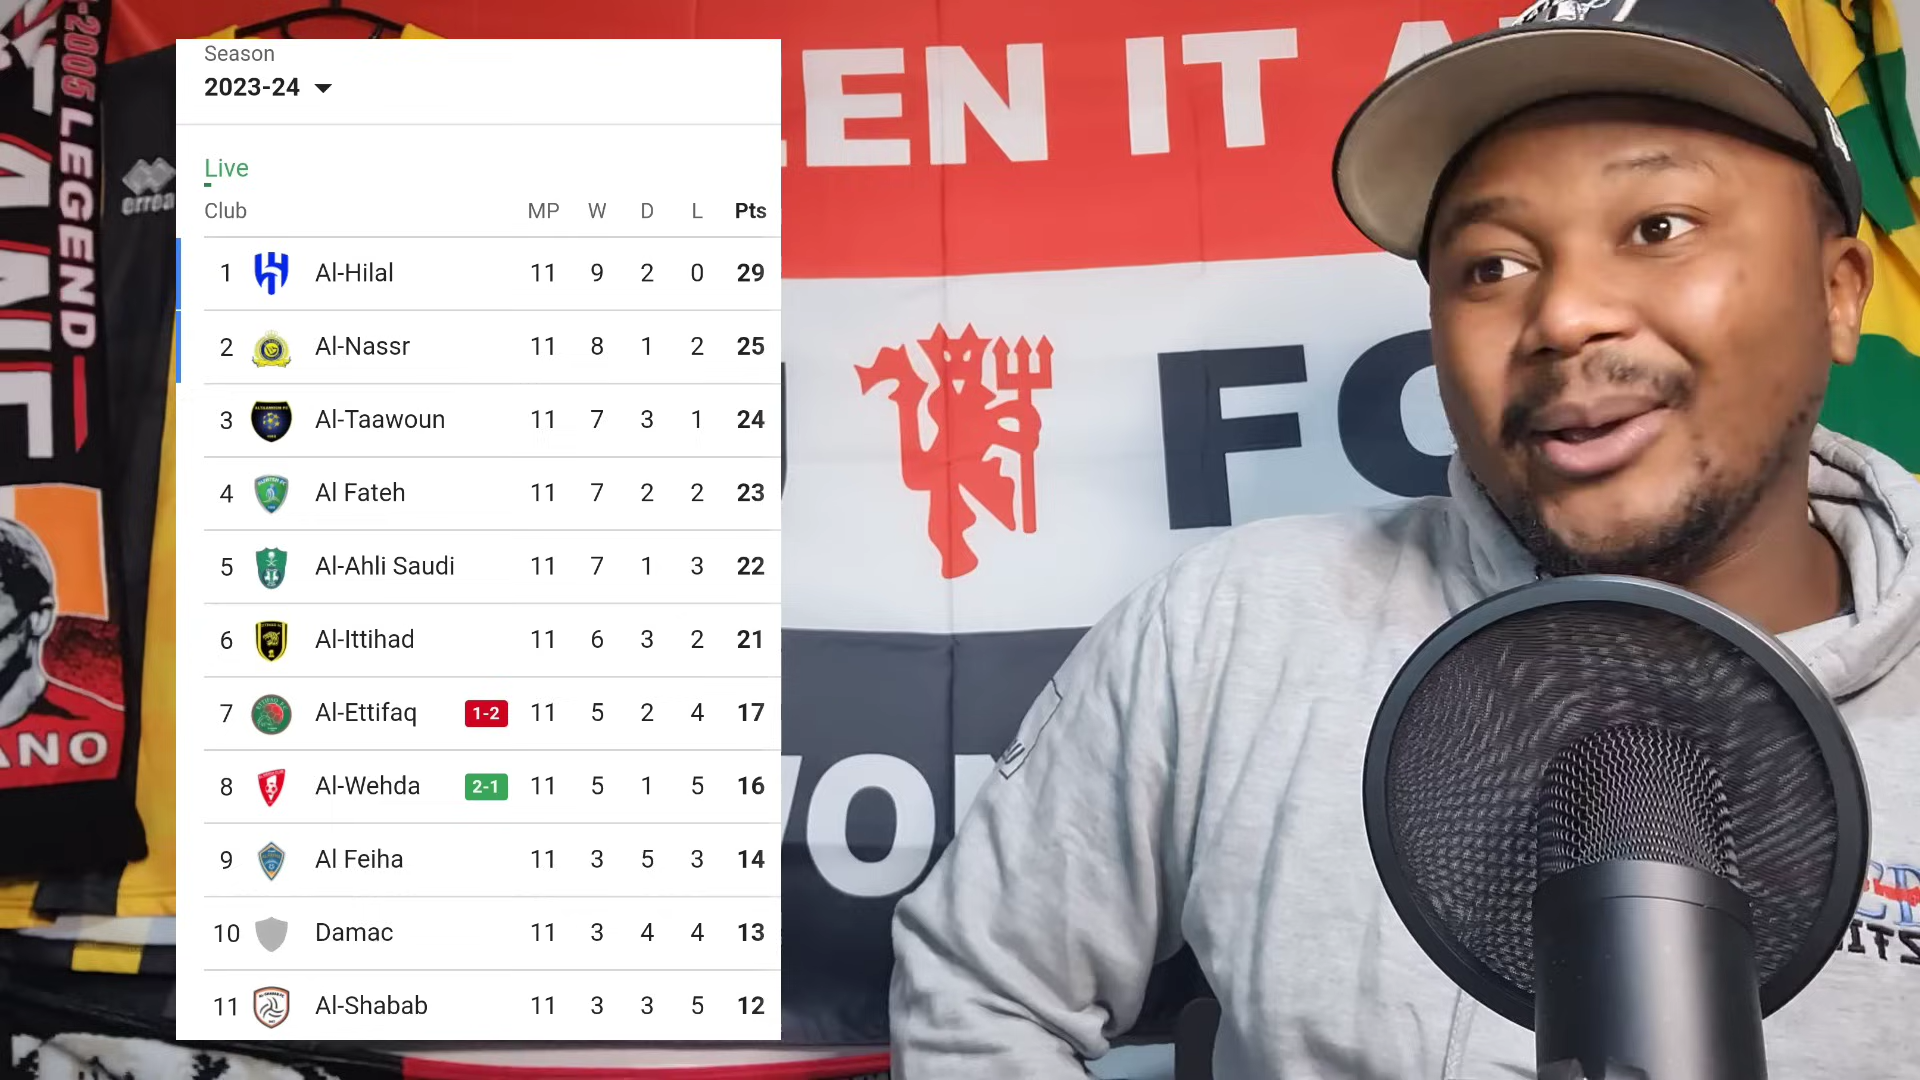 Season
2023-24
Live
Club MP W D L Pts
1 Al-Hilal 11 9 2 0 29
2 Al-Nassr 11 8 1 2 25
3 Al-Taawoun 11 7 3 1 24
4 Al Fateh 11 7 2 2 23
5 Al-Ahli Saudi 11 7 1 3 22
6 Al-Ittihad 11 6 3 2 21
7 Al-Ettifaq 1-2 11 5 2 4 17
8 Al-Wehda 2-1 11 5 1 5 16
9 Al Feiha 11 3 5 3 14
10 Damac 11 3 4 4 13
11 Al-Shabab 11 3 3 5 12
-2005 LEGEND
errea
EN IT
FO
ANO